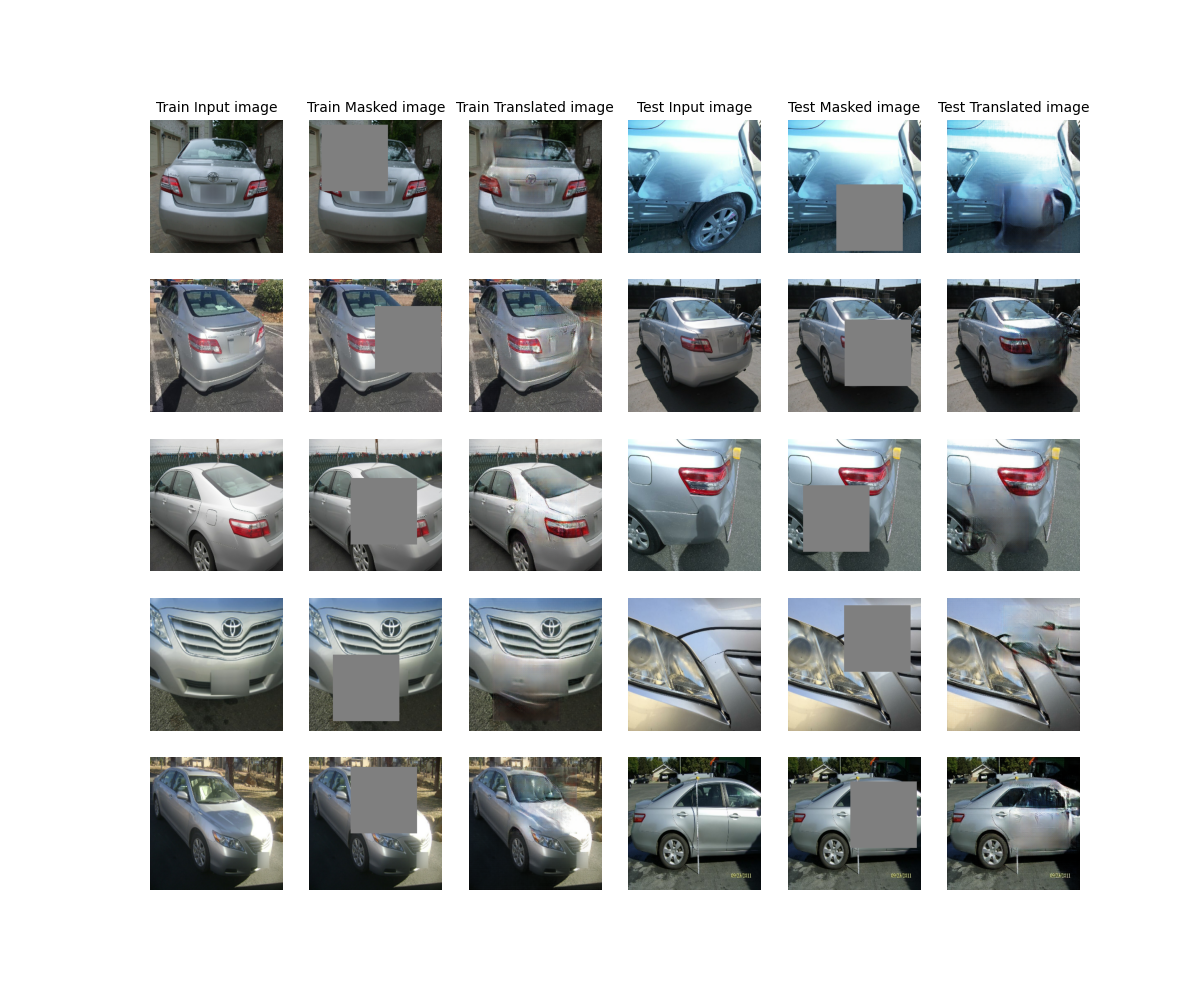 Train Input image
Train Masked image
Train Translated image
Test Input image
Test Masked image
Test Translated image